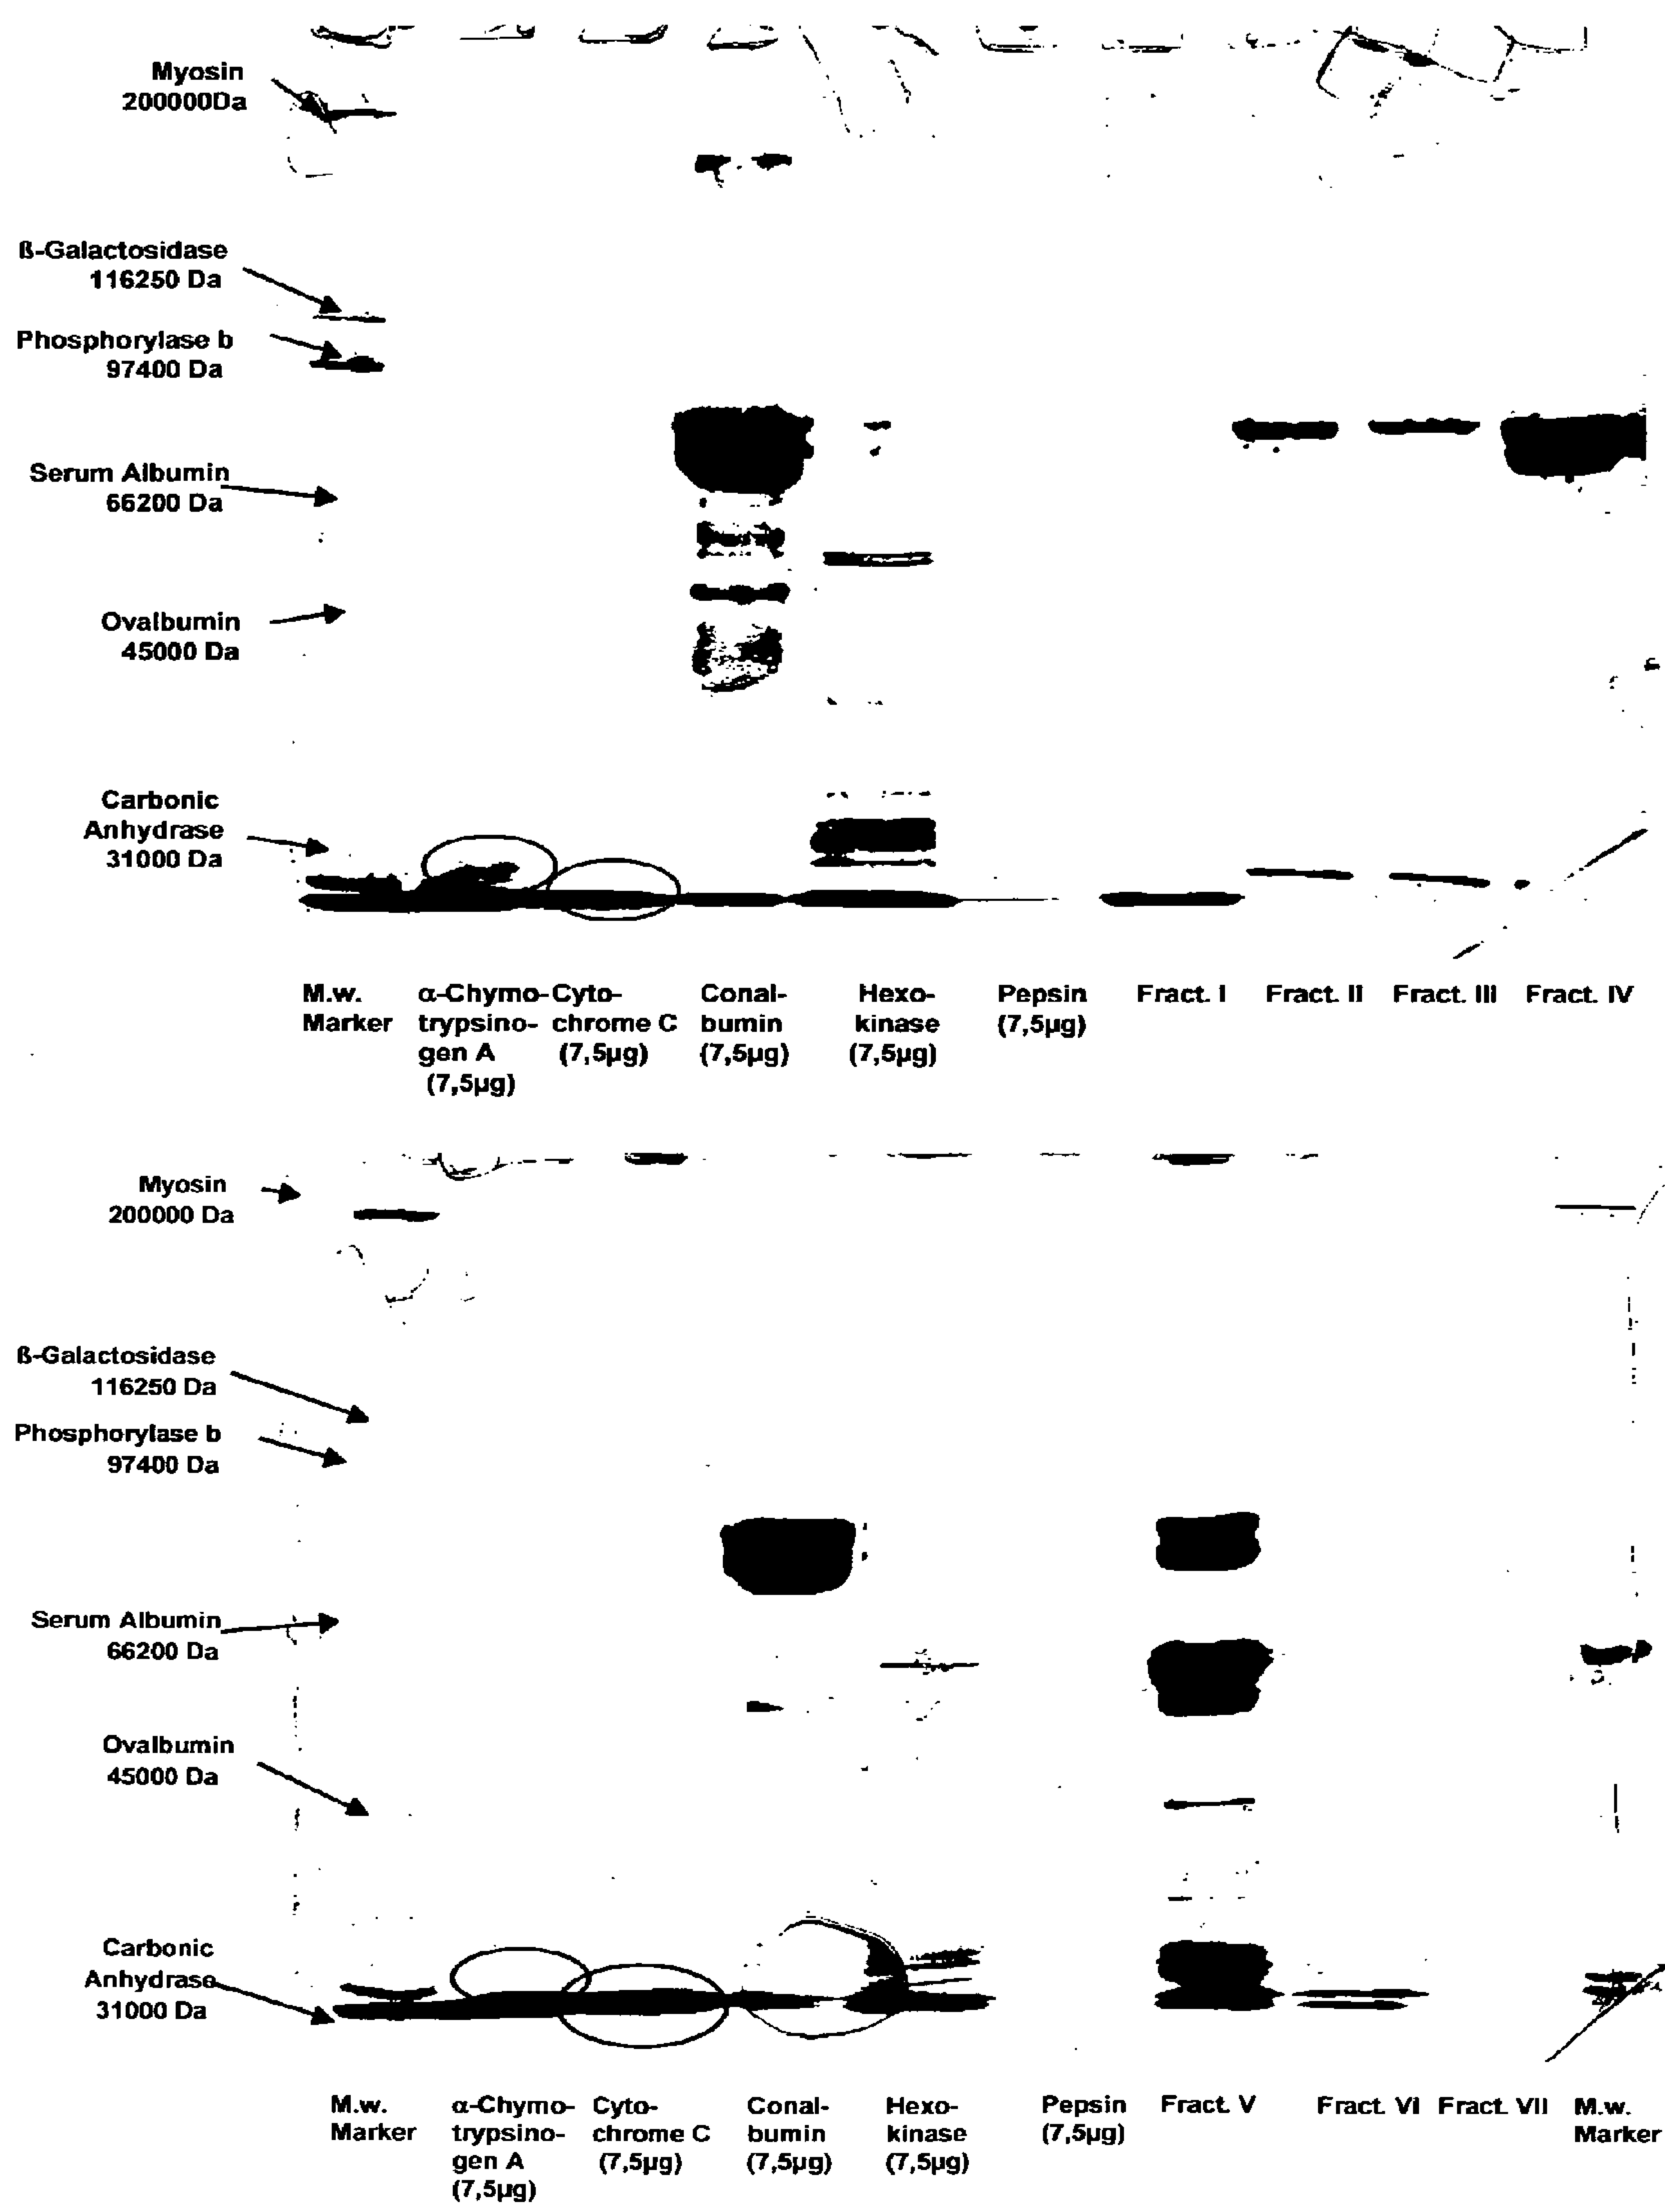 Myosin
200000Da
ß-Galactosidase
116250 Da
Phosphorylase b
97400 Da
Serum Albumin
66200 Da
Ovalbumin
45000 Da
Carbonic
Anhydrase
31000 Da
M.w. α-Chymo- Cyto- Conal- Hexo- Pepsin Fract. I Fract. II Fract. III Fract. IV
Marker trypsino- chrome C bumin kinase (7,5µg)
gen A (7,5µg) (7,5µg) (7,5µg)
(7,5µg)
Myosin
200000 Da
ß-Galactosidase
116250 Da
Phosphorylase b
97400 Da
Serum Albumin
66200 Da
Ovalbumin
45000 Da
Carbonic
Anhydrase
31000 Da
M.w. α-Chymo- Cyto- Conal- Hexo- Pepsin Fract. V Fract. VI Fract. VII M.w.
Marker trypsino- chrome C bumin kinase (7,5µg) Marker
gen A (7,5µg) (7,5µg) (7,5µg)
(7,5µg)